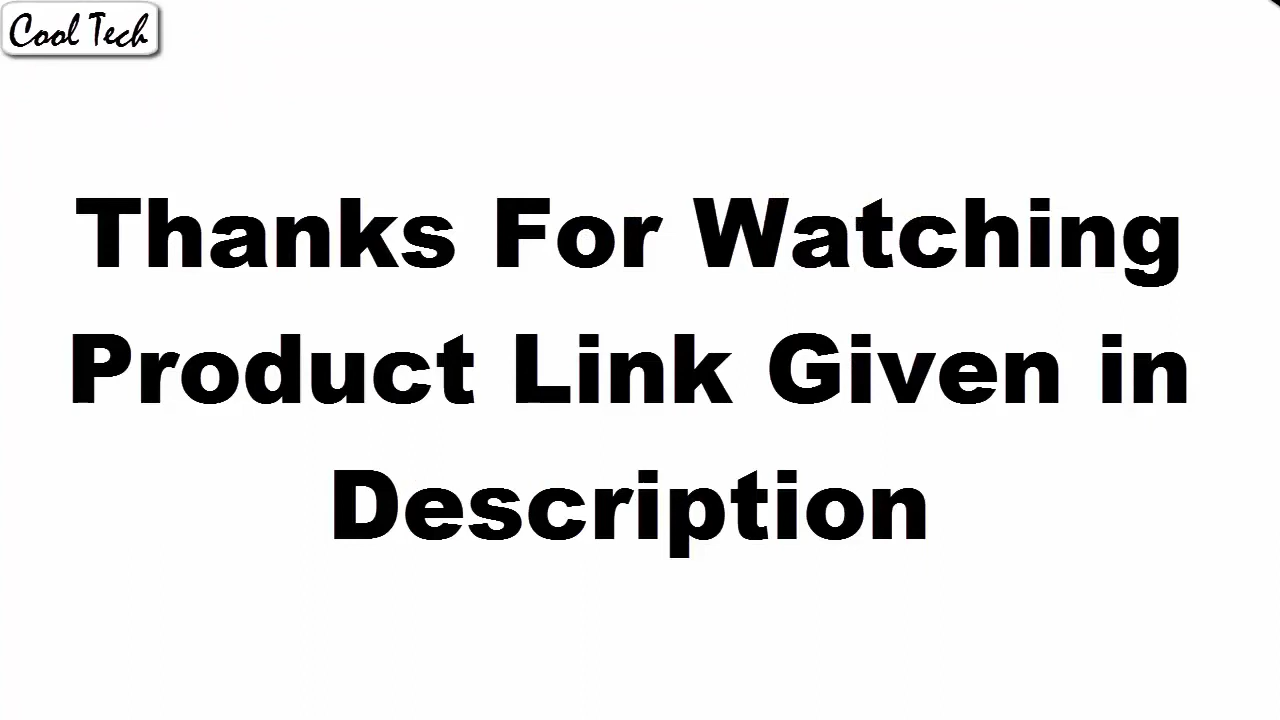 Cool Tech
Thanks For Watching
Product Link Given in
Description